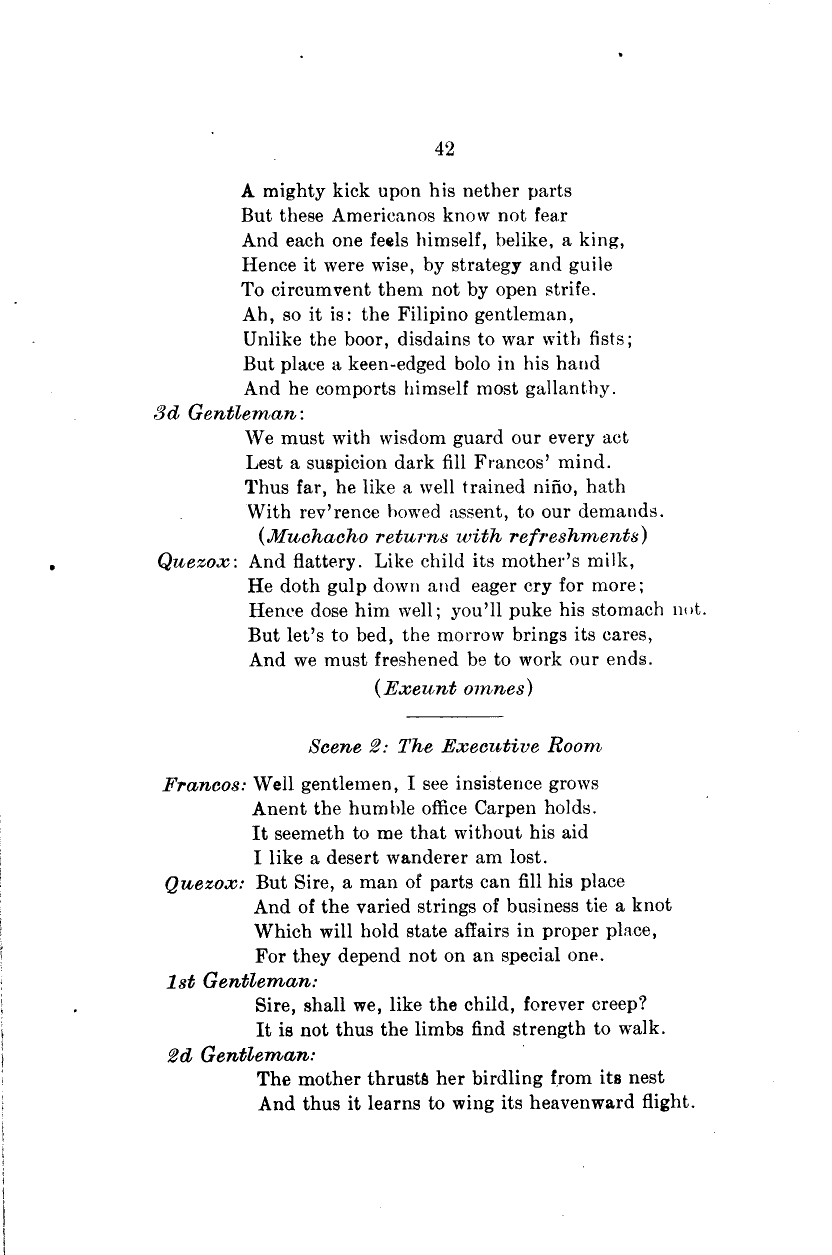 42
A mighty kick upon his nether parts
But these Americanos know not fear
And each one feels himself, belike, a king,
Hence it were wise, by strategy and guile
To circumvent them not by open strife.
Ah, so it is: the Filipino gentleman,
Unlike the boor, disdains to war with fists;
But place a keen-edged bolo in his hand
And he comports himself most gallanthy.
3d Gentleman:
We must with wisdom guard our every act
Lest a suspicion dark fill Francos' mind.
Thus far, he like a well trained niño, hath
With rev'rence bowed assent, to our demands.
(Muchacho returns with refreshments)
Quezox: And flattery. Like child its mother's milk,
He doth gulp down and eager cry for more;
Hence dose him well; you'll puke his stomach not.
But let's to bed, the morrow brings its cares,
And we must freshened be to work our ends.
(Exeunt omnes)
Scene 2: The Executive Room
Francos: Well gentlemen, I see insistence grows
Anent the humble office Carpen holds.
It seemeth to me that without his aid
I like a desert wanderer am lost.
Quezox: But Sire, a man of parts can fill his place
And of the varied strings of business tie a knot
Which will hold state affairs in proper place,
For they depend not on an special one.
1st Gentleman:
Sire, shall we, like the child, forever creep?
It is not thus the limbs find strength to walk.
2d Gentleman:
The mother thrusts her birdling from its nest
And thus it learns to wing its heavenward flight.